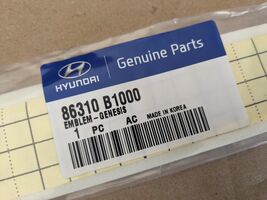 HYUNDAI
Genuine Parts
86310 B1000
EMBLEM-GENESIS
1 PC AC MADE IN KOREA